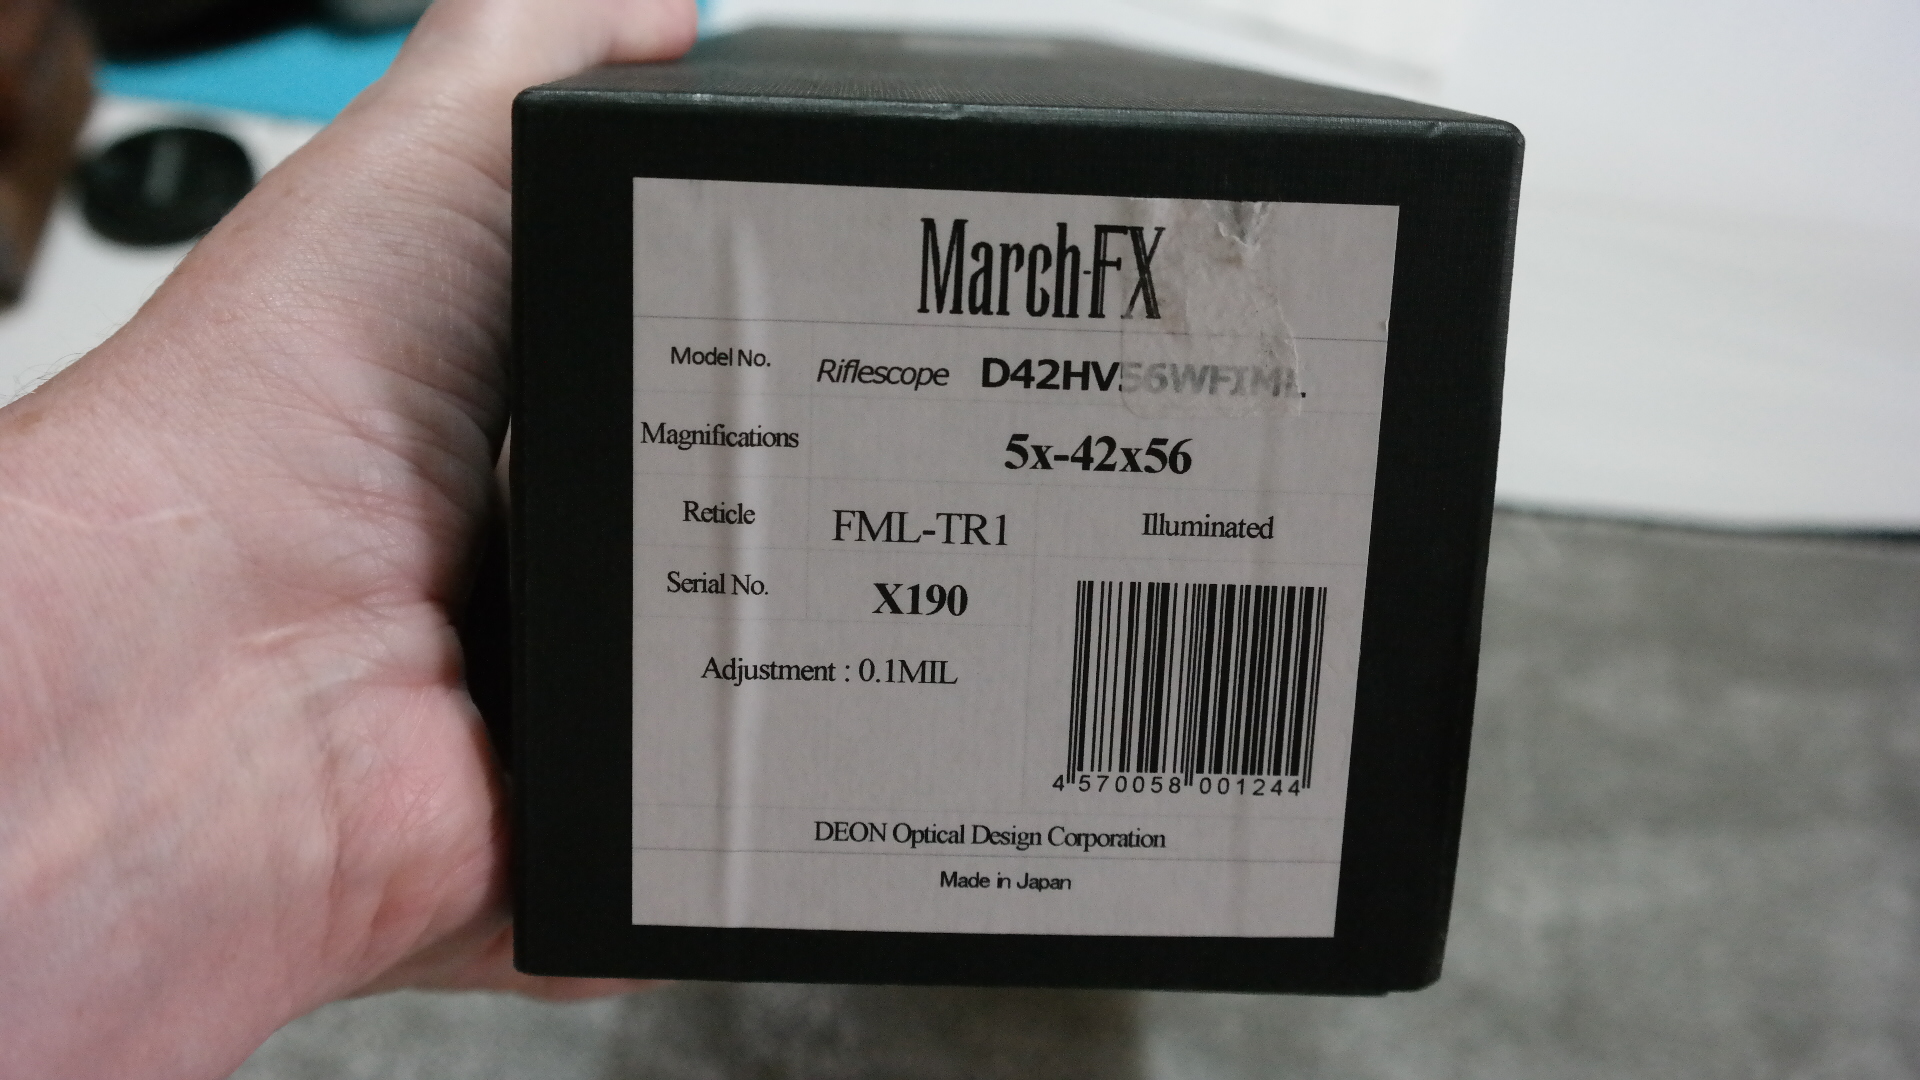 March-FX
Model No. Riflescope D42HV56WFIML
Magnifications 5x-42x56
Reticle FML-TR1 Illuminated
Serial No. X190
Adjustment : 0.1MIL
4 570058 001244
DEON Optical Design Corporation
Made in Japan